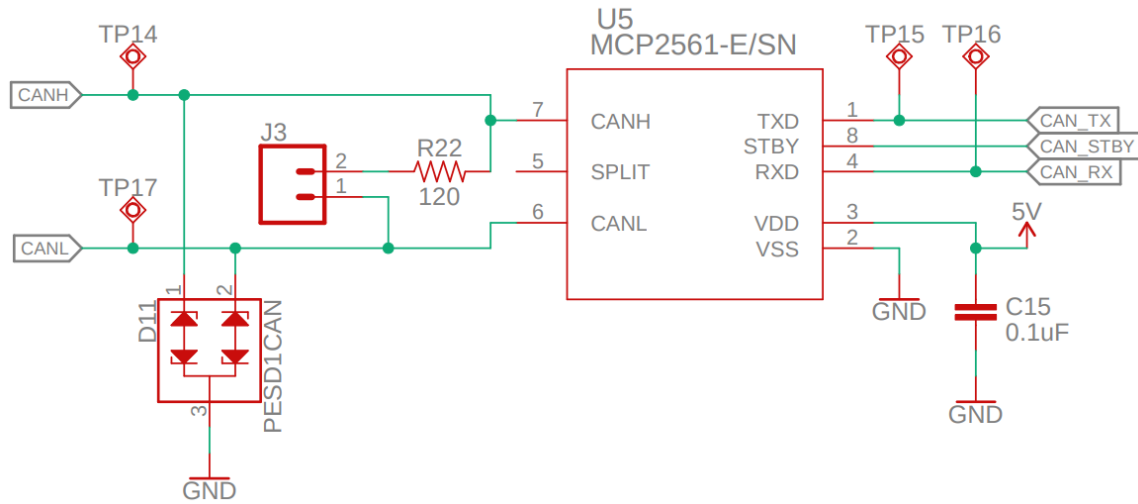 U5
MCP2561-E/SN
TP14
TP15
TP16
CANH
J3
2
1
R22
120
7
CANH
5
SPLIT
6
CANL
TXD
1
STBY
8
RXD
4
VDD
3
VSS
2
CAN_TX
CAN_STBY
CAN_RX
TP17
CANL
5V
GND
C15
0.1uF
GND
D11
1
2
PESD1CAN
3
GND